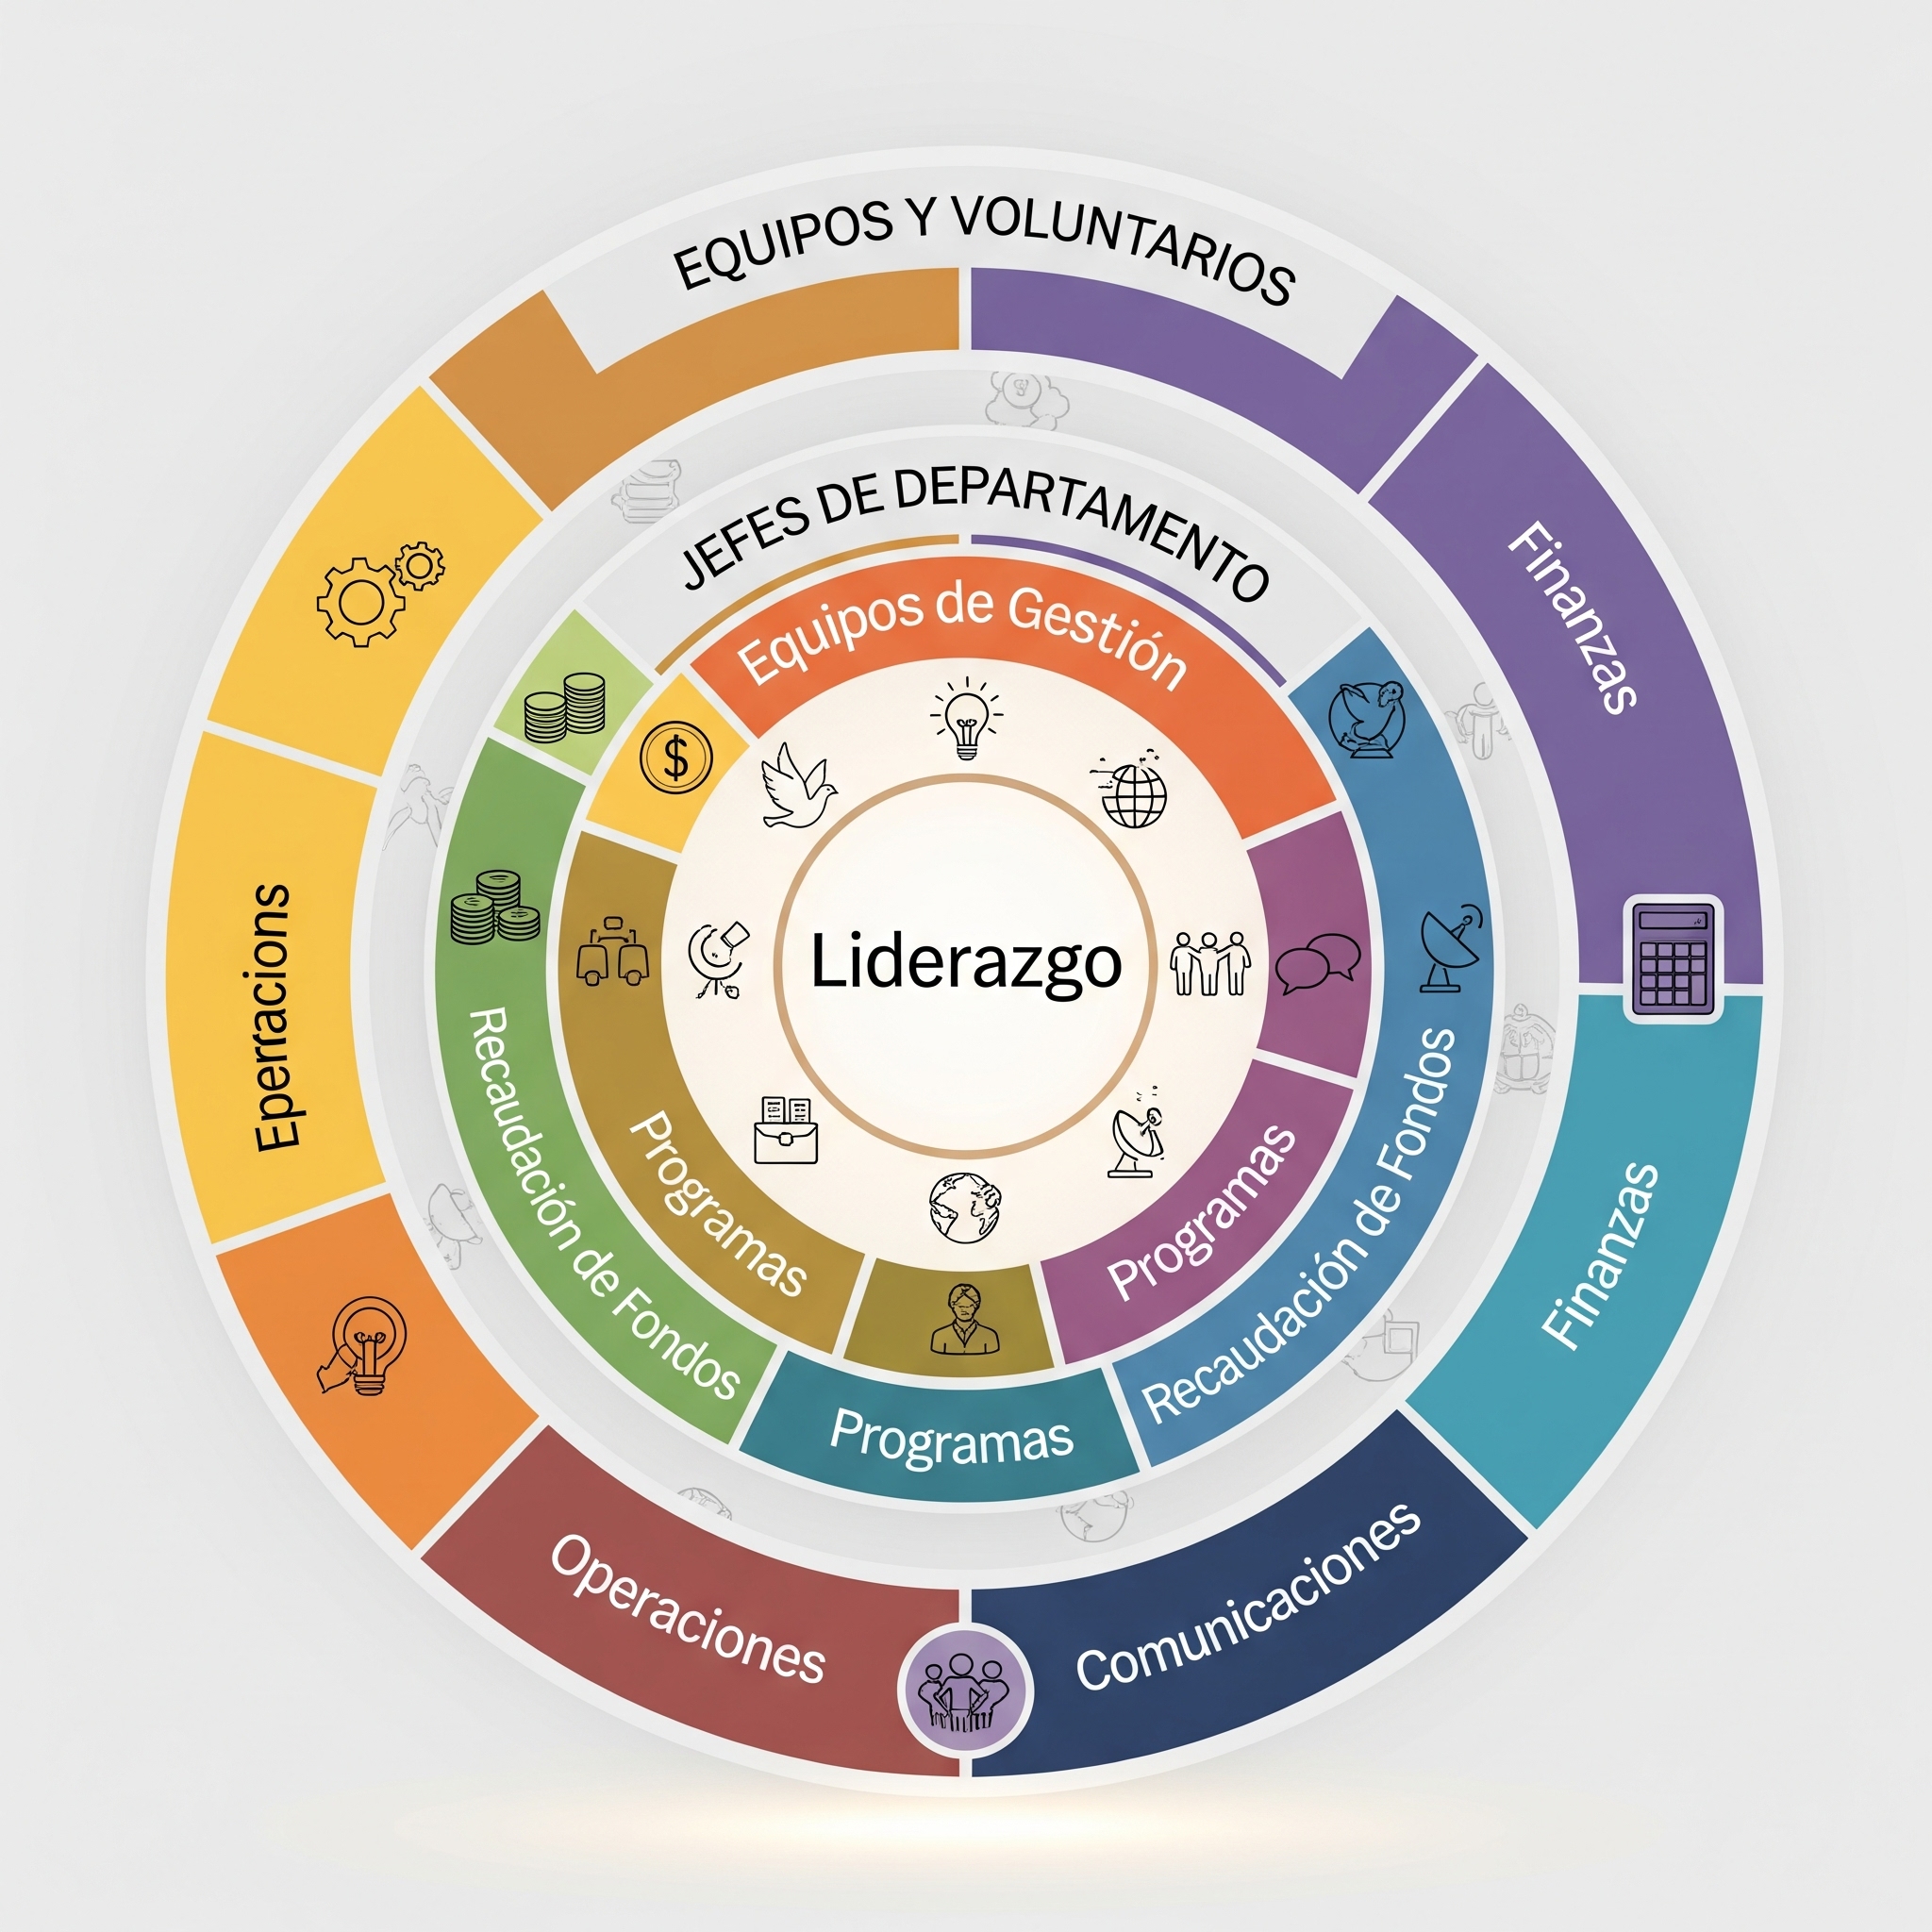 EQUIPOS Y VOLUNTARIOS
JEFES DE DEPARTAMENTO
Equipos de Gestión
Finanzas
$
Liderazgo
Eperracions
Recaudación de Fondos
Programas
Programas
Recaudación de Fondos
Finanzas
Programas
Operaciones
Comunicaciones